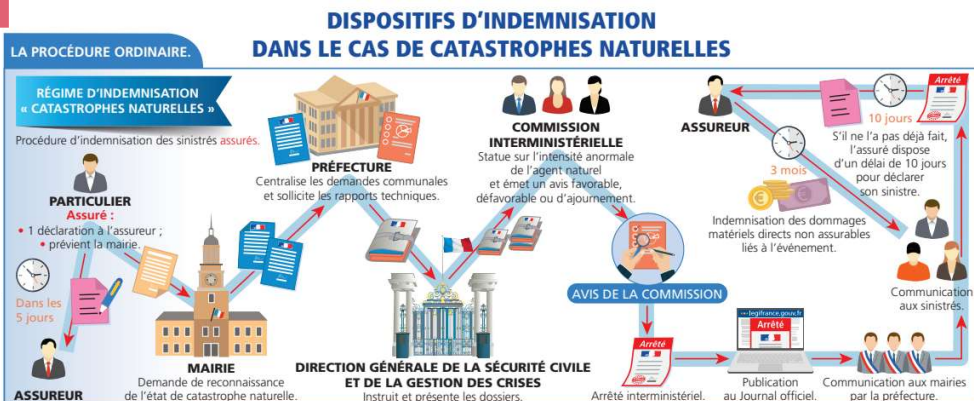 DISPOSITIFS D'INDEMNISATION
DANS LE CAS DE CATASTROPHES NATURELLES
LA PROCÉDURE ORDINAIRE.
RÉGIME D'INDEMNISATION
« CATASTROPHES NATURELLES »
Procédure d'indemnisation des sinistrés assurés.
PARTICULIER
Assuré :
• 1 déclaration à l'assureur ;
• prévient la mairie.
Dans les
5 jours
ASSUREUR
MAIRIE
Demande de reconnaissance
de l'état de catastrophe naturelle.
PRÉFECTURE
Centralise les demandes communales
et sollicite les rapports techniques.
DIRECTION GÉNÉRALE DE LA SÉCURITÉ CIVILE
ET DE LA GESTION DES CRISES
Instruit et présente les dossiers.
COMMISSION
INTERMINISTÉRIELLE
Statue sur l'intensité anormale
de l'agent naturel
et émet un avis favorable,
défavorable ou d'ajournement.
AVIS DE LA COMMISSION
Arrêté
Arrêté interministériel.
legifrance.gouv.fr
Arrêté
Publication
au Journal officiel.
Communication aux mairies
par la préfecture.
Communication
aux sinistrés.
Arrêté
10 jours
S'il ne l'a pas déjà fait,
l'assuré dispose
d'un délai de 10 jours
pour déclarer
son sinistre.
ASSUREUR
3 mois
Indemnisation des dommages
matériels directs non assurables
liés à l'événement.